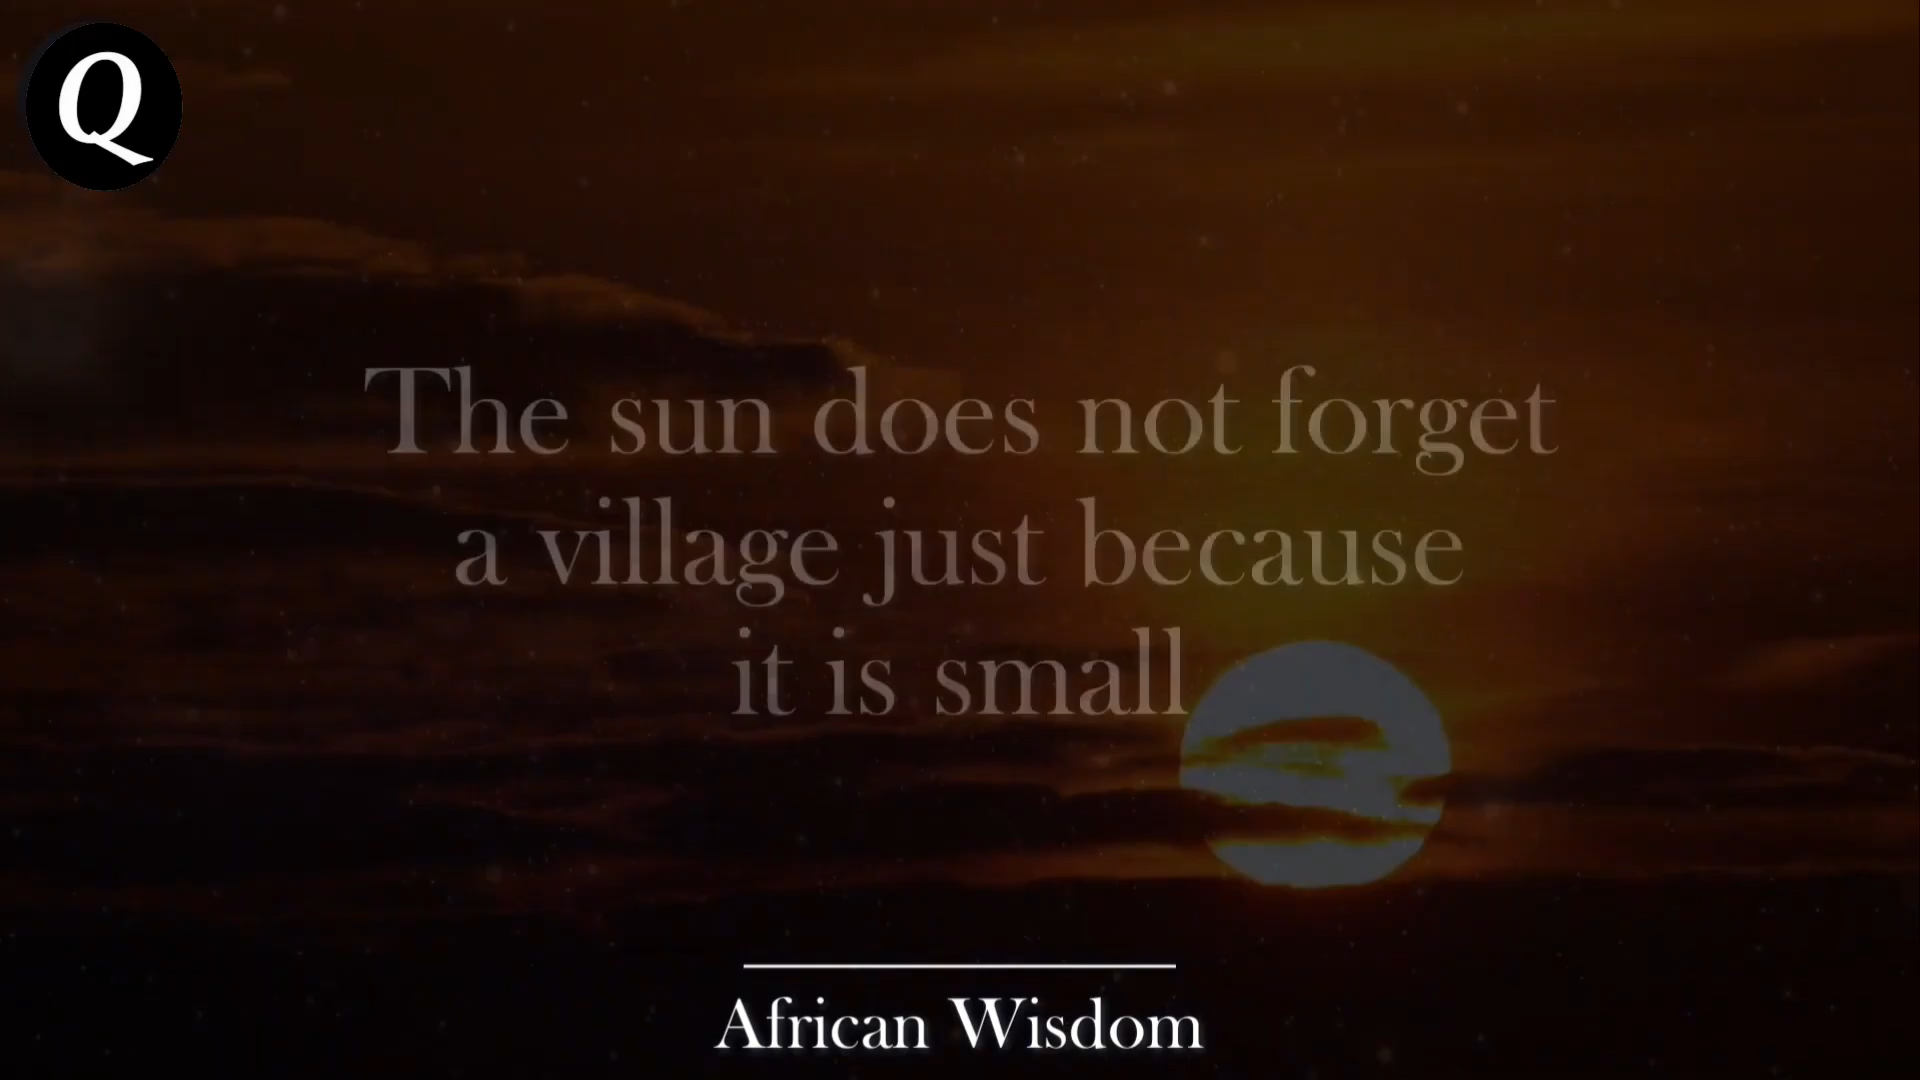 Q
The sun does not forget
a village just because
it is small
African Wisdom